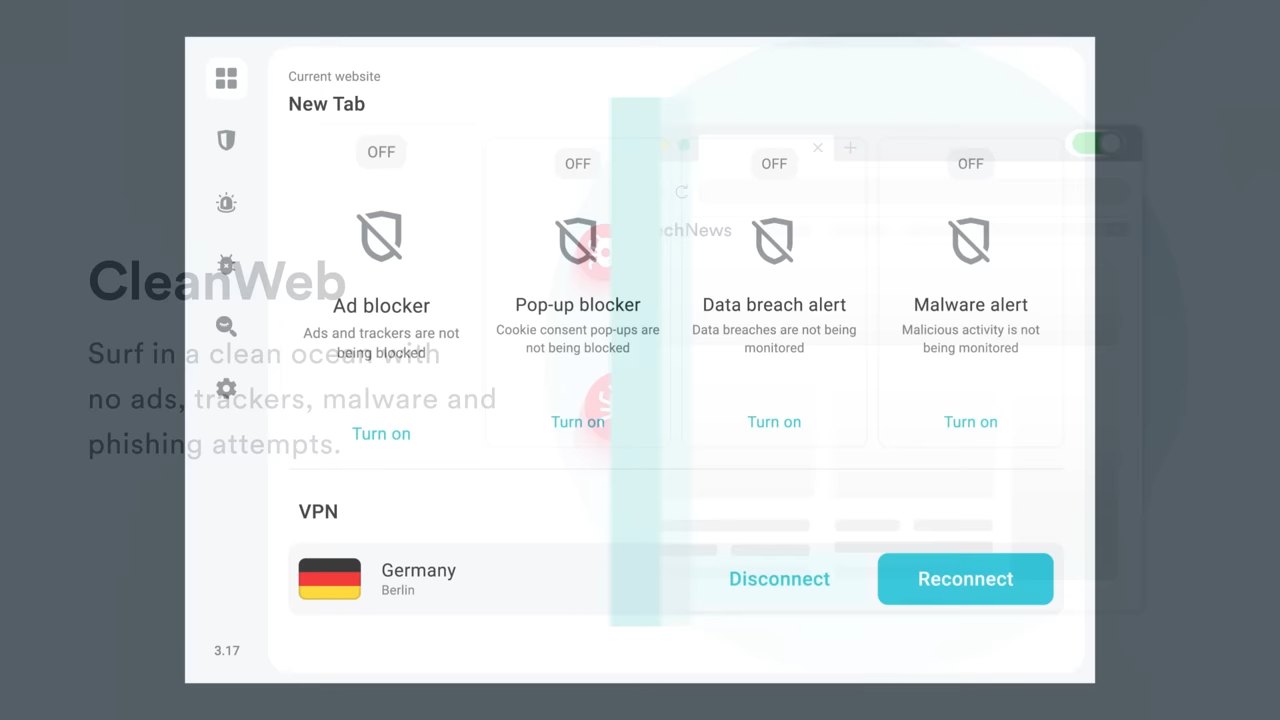 Current website
New Tab
OFF
OFF
OFF
OFF
chNews
CleanWeb
Surf in a clean ocean with
no ads, trackers, malware and
phishing attempts.
Ad blocker
Ads and trackers are not
being blocked
Turn on
Pop-up blocker
Cookie consent pop-ups are
not being blocked
Turn on
Data breach alert
Data breaches are not being
monitored
Turn on
Malware alert
Malicious activity is not
being monitored
Turn on
VPN
Germany
Berlin
Disconnect
Reconnect
3.17